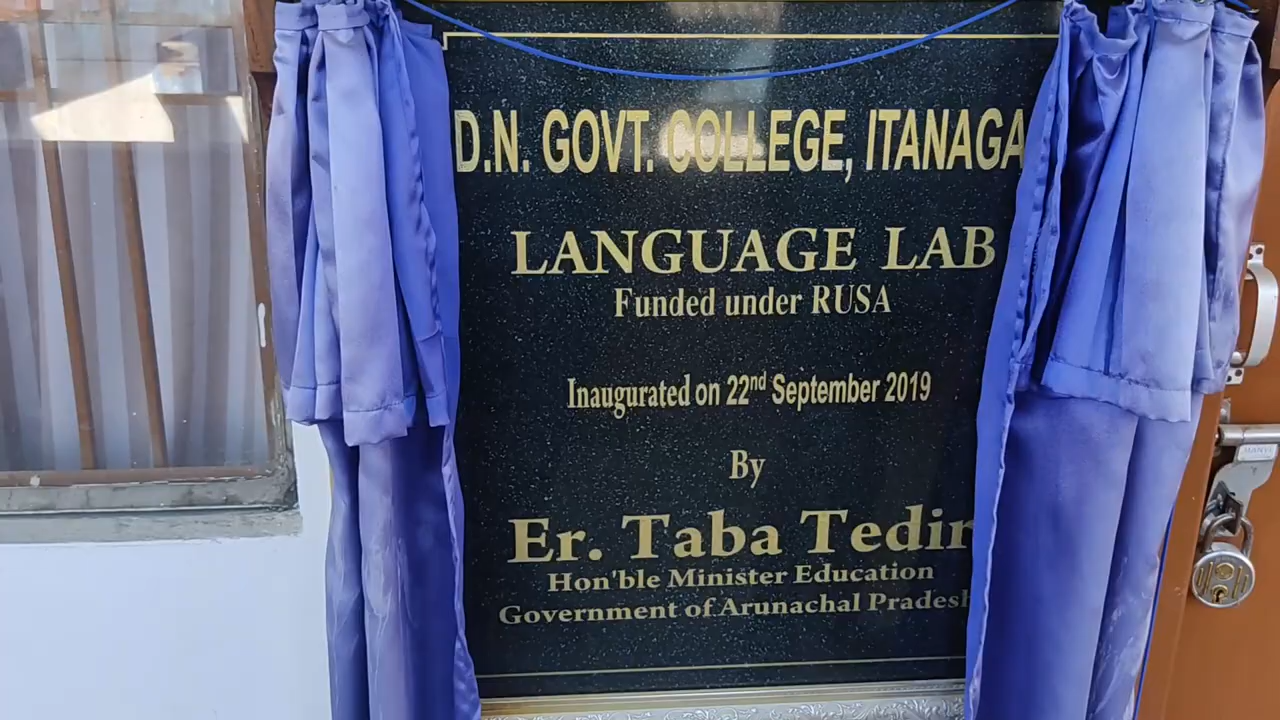 D.N. GOVT. COLLEGE, ITANAGA
LANGUAGE LAB
Funded under RUSA
Inaugurated on 22nd September 2019
By
Er. Taba Tedir
Hon'ble Minister Education
Government of Arunachal Pradesh